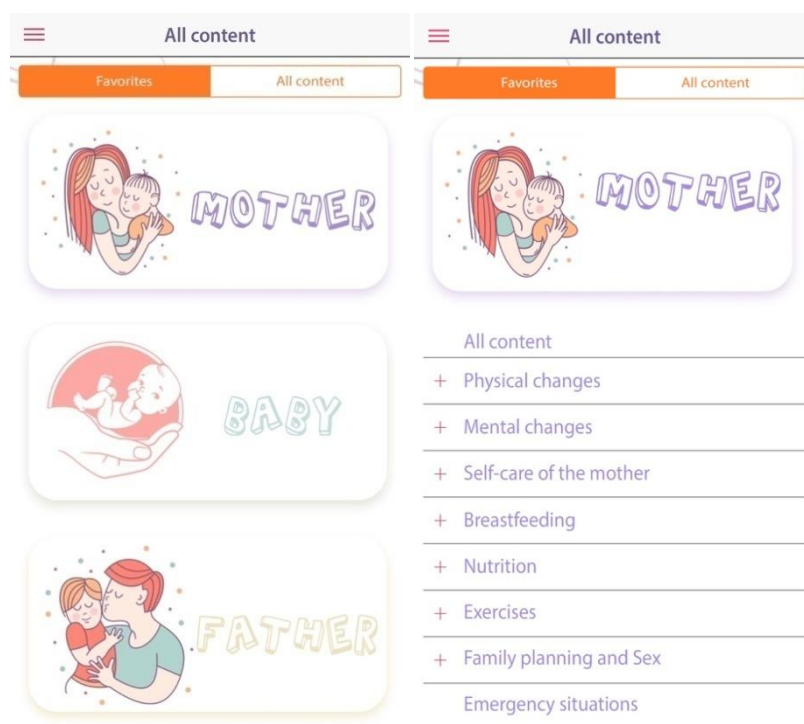 All content
Favorites All content
MOTHER
BABY
FATHER
All content
Favorites All content
MOTHER
All content
+ Physical changes
+ Mental changes
+ Self-care of the mother
+ Breastfeeding
+ Nutrition
+ Exercises
+ Family planning and Sex
Emergency situations